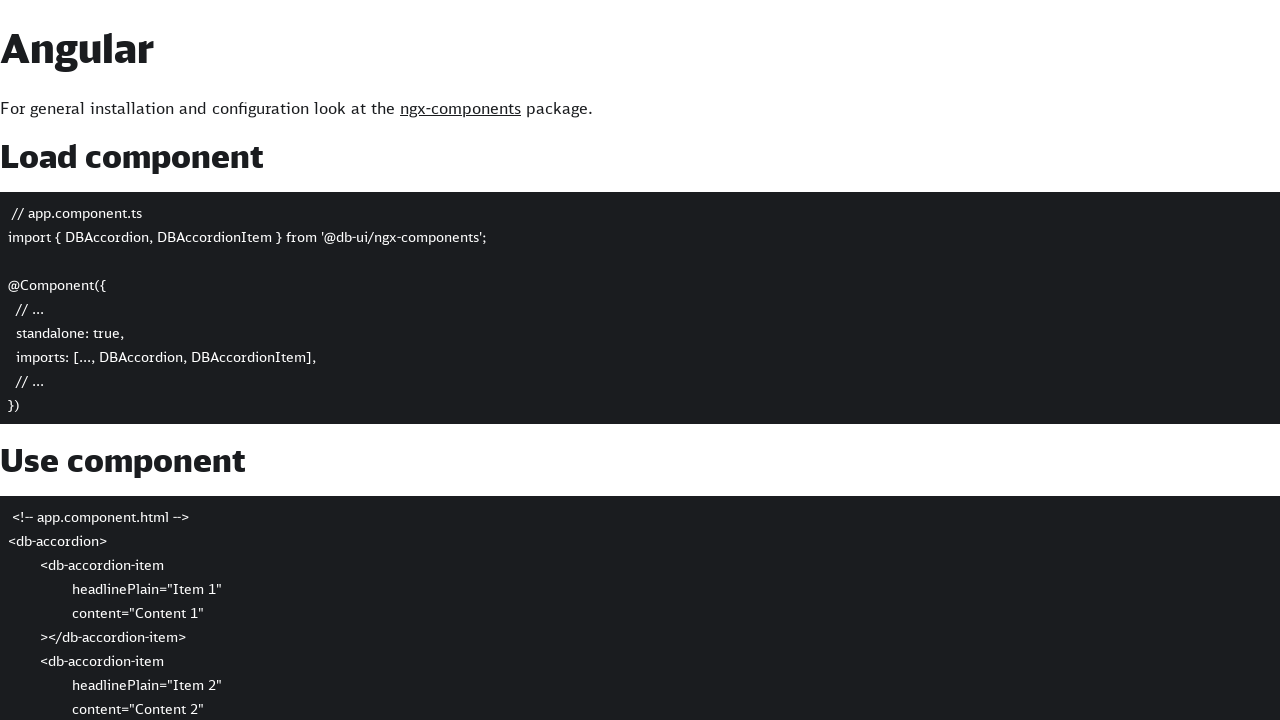 Angular
For general installation and configuration look at the ngx-components package.
Load component
// app.component.ts
import { DBAccordion, DBAccordionItem } from '@db-ui/ngx-components';
@Component({
// ...
standalone: true,
imports: [..., DBAccordion, DBAccordionItem],
// ...
})
Use component
<!-- app.component.html -->
<db-accordion>
<db-accordion-item
headlinePlain="Item 1"
content="Content 1"
></db-accordion-item>
<db-accordion-item
headlinePlain="Item 2"
content="Content 2"